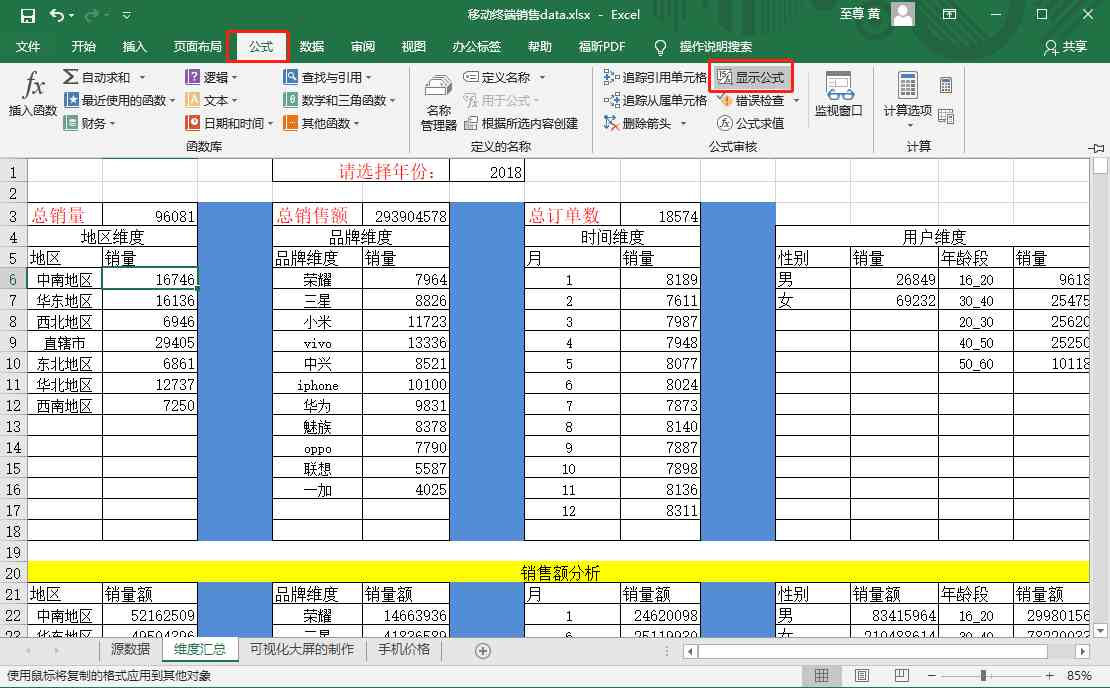 移动终端销售data.xlsx - Excel 至尊 黄
文件 开始 插入 页面布局 公式 数据 审阅 视图 办公标签 帮助 福昕PDF 操作说明搜索 共享
fx 插入函数
自动求和
最近使用的函数
财务
逻辑
文本
日期和时间
查找与引用
数学和三角函数
其他函数
函数库
名称
管理器
定义名称
用于公式
根据所选内容创建
定义的名称
追踪引用单元格
追踪从属单元格
删除箭头
显示公式
错误检查
公式求值
公式审核
监视窗口
计算选项
计算
1 请选择年份： 2018
2
3 总销量 96081 总销售额 293904578 总订单数 18574
4 地区维度 品牌维度 时间维度 用户维度
5 地区 销量 品牌维度 销量 月 销量 性别 销量 年龄段 销量
6 中南地区 16746 荣耀 7964 1 8189 男 26849 16_20 9618
7 华东地区 16136 三星 8826 2 7611 女 69232 30_40 25475
8 西北地区 6946 小米 11723 3 7987 20_30 25620
9 直辖市 29405 vivo 13336 4 7948 40_50 25250
10 东北地区 6861 中兴 8521 5 8077 50_60 10118
11 华北地区 12737 iphone 10100 6 8024
12 西南地区 7250 华为 9831 7 7873
13 魅族 8378 8 8140
14 oppo 7790 9 7887
15 联想 5587 10 7898
16 一加 4025 11 8136
17 12 8311
18
19
20 销售额分析
21 地区 销量额 品牌维度 销量额 月 销量额 性别 销量额 年龄段 销量额
22 中南地区 52162509 荣耀 14663936 1 24620098 男 83415964 16_20 29980156
源数据 维度汇总 可视化大屏的制作 手机价格
使用鼠标将复制的格式应用到其他对象 85%